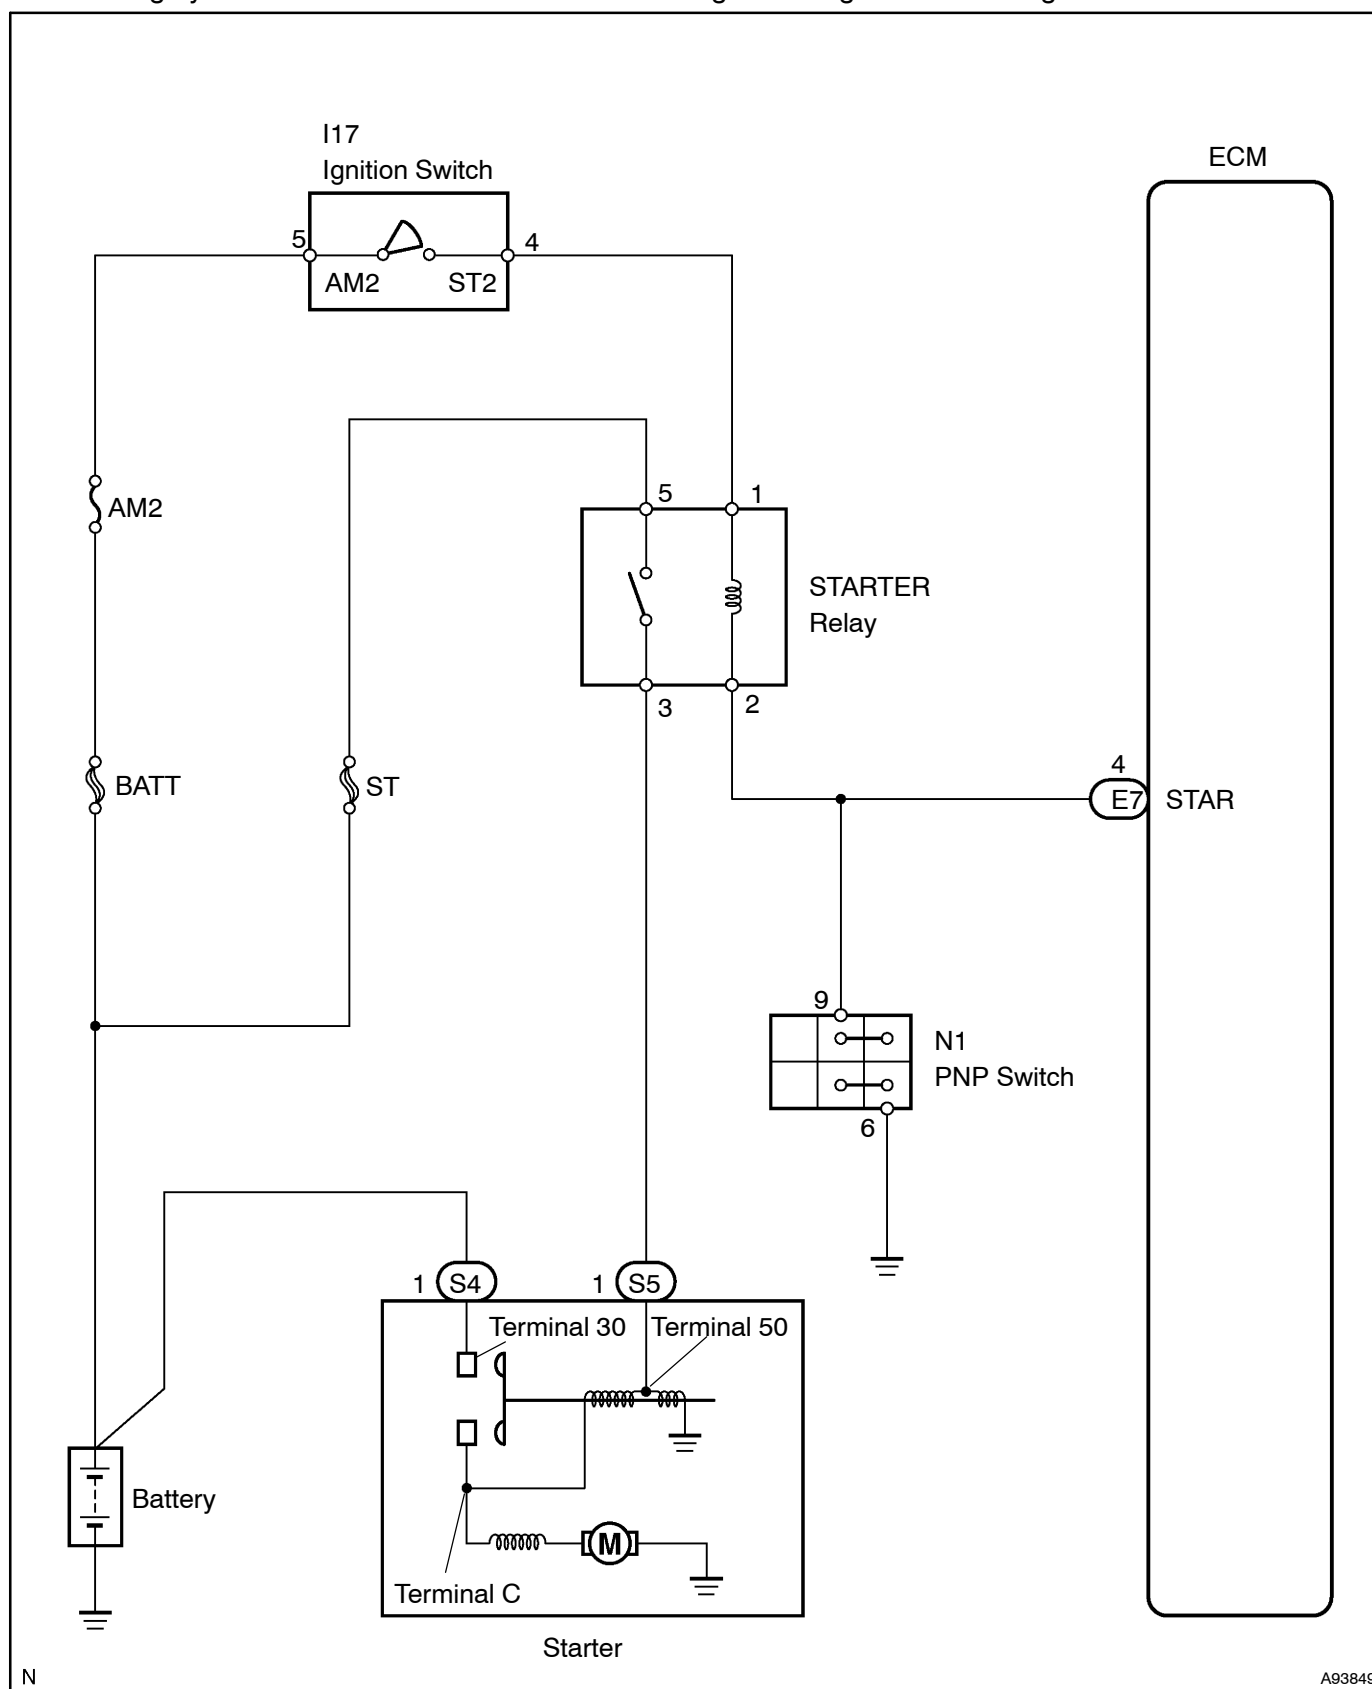 I17
Ignition Switch
ECM
5
4
AM2
ST2
AM2
5
1
STARTER
Relay
3
2
4
BATT
ST
E7
STAR
9
N1
PNP Switch
6
1
S4
1
S5
Terminal 30
Terminal 50
Battery
M
Terminal C
Starter
N
A93849